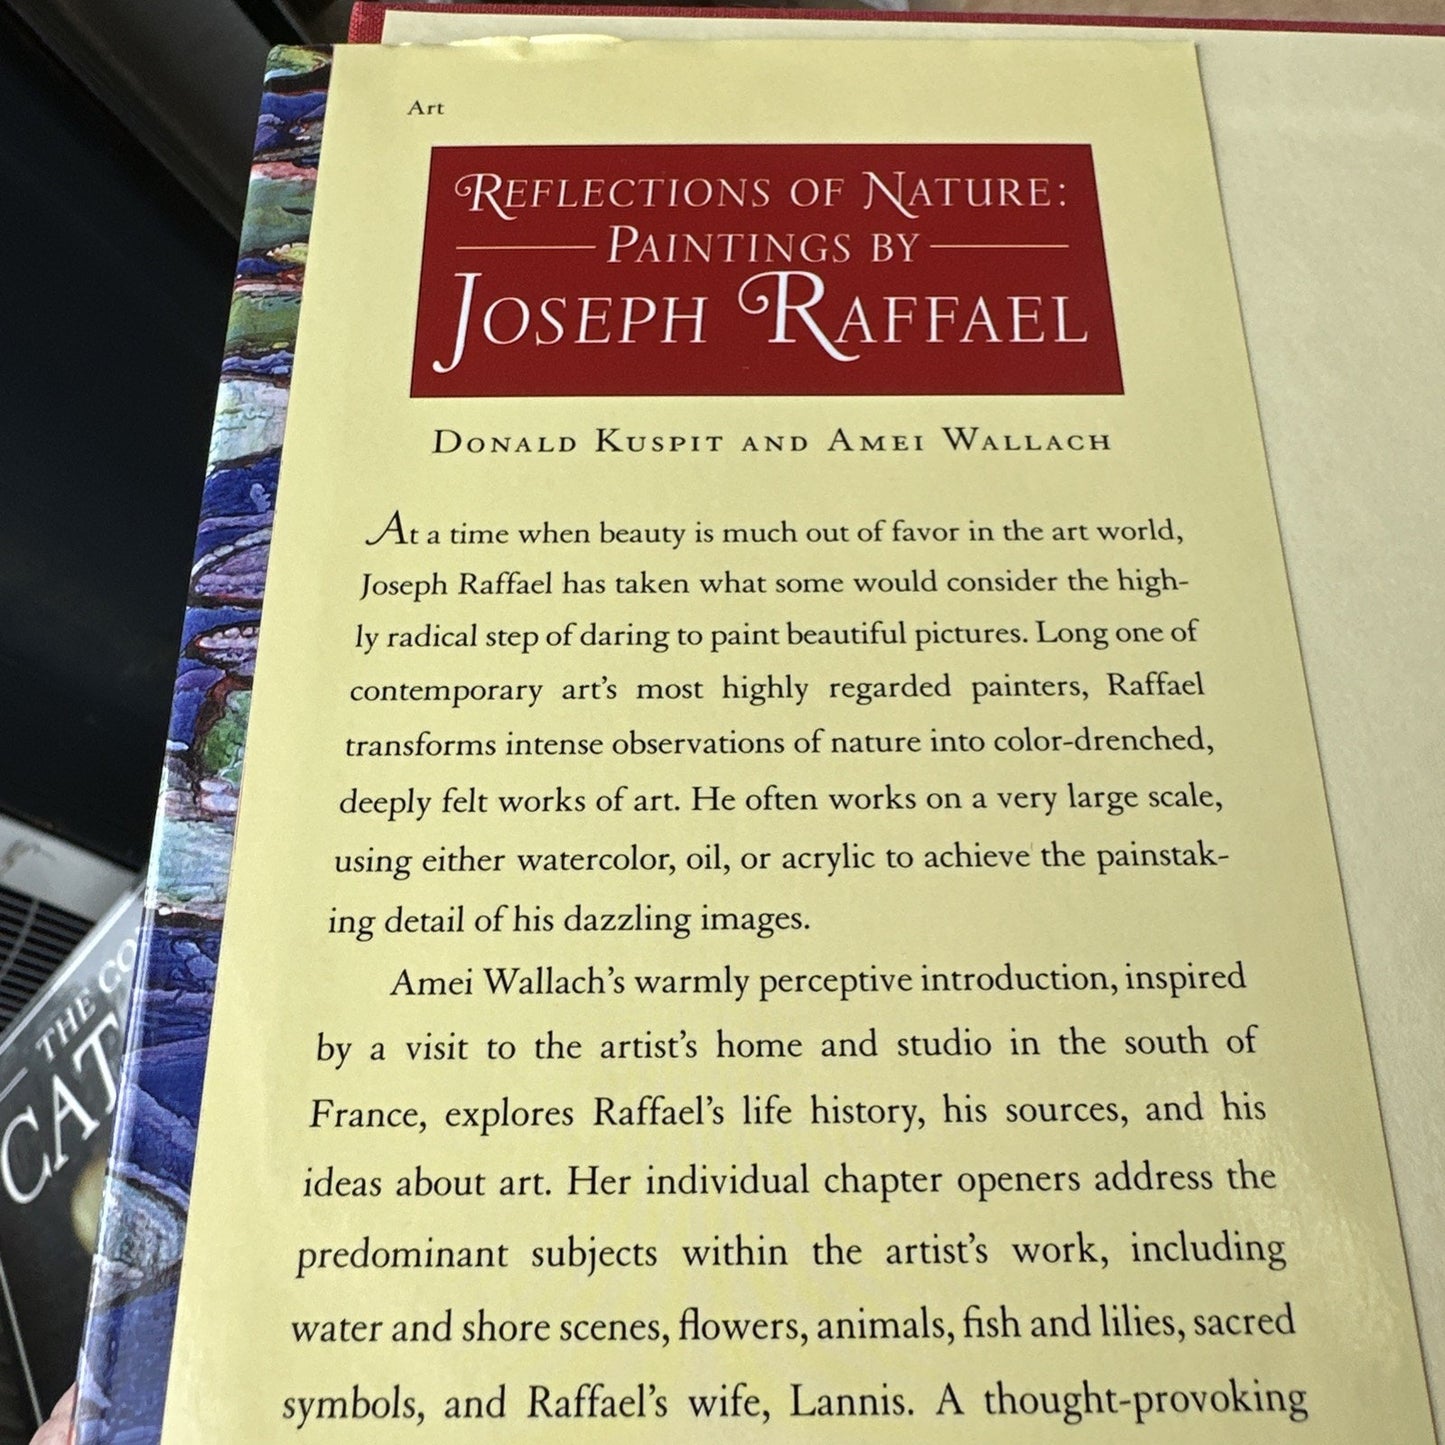 Art
REFLECTIONS OF NATURE:
PAINTINGS BY
JOSEPH RAFFAEL
DONALD KUSPIT AND AMEI WALLACH
At a time when beauty is much out of favor in the art world,
Joseph Raffael has taken what some would consider the high-
ly radical step of daring to paint beautiful pictures. Long one of
contemporary art's most highly regarded painters, Raffael
transforms intense observations of nature into color-drenched,
deeply felt works of art. He often works on a very large scale,
using either watercolor, oil, or acrylic to achieve the painstak-
ing detail of his dazzling images.
Amei Wallach's warmly perceptive introduction, inspired
by a visit to the artist's home and studio in the south of
France, explores Raffael's life history, his sources, and his
ideas about art. Her individual chapter openers address the
predominant subjects within the artist's work, including
water and shore scenes, flowers, animals, fish and lilies, sacred
symbols, and Raffael's wife, Lannis. A thought-provoking
THE